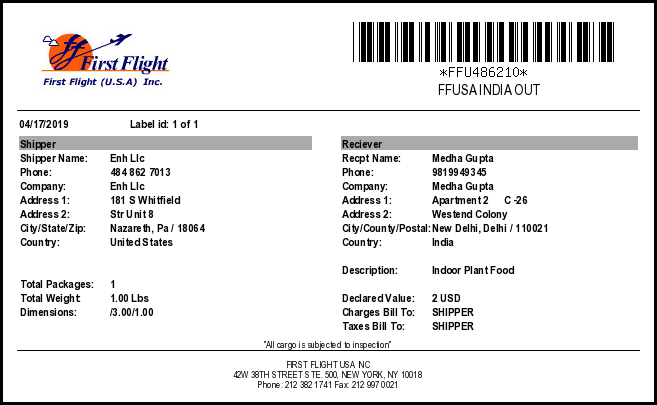 First Flight
First Flight (U.S.A) Inc.
*FFU486210*
FFUSA INDIA OUT
04/17/2019 Label id: 1 of 1
Shipper
Shipper Name: Enh Llc
Phone: 484 862 7013
Company: Enh Llc
Address 1: 181 S Whitfield
Address 2: Str Unit 8
City/State/Zip: Nazareth, Pa / 18064
Country: United States
Total Packages: 1
Total Weight: 1.00 Lbs
Dimensions: /3.00/1.00
Reciever
Recpt Name: Medha Gupta
Phone: 9819949345
Company: Medha Gupta
Address 1: Apartment 2 C -26
Address 2: Westend Colony
City/County/Postal: New Delhi, Delhi / 110021
Country: India
Description: Indoor Plant Food
Declared Value: 2 USD
Charges Bill To: SHIPPER
Taxes Bill To: SHIPPER
"All cargo is subjected to inspection"
FIRST FLIGHT USA INC
42W 38TH STREET STE. 500, NEW YORK, NY 10018
Phone: 212 382 1741 Fax: 212 997 0021